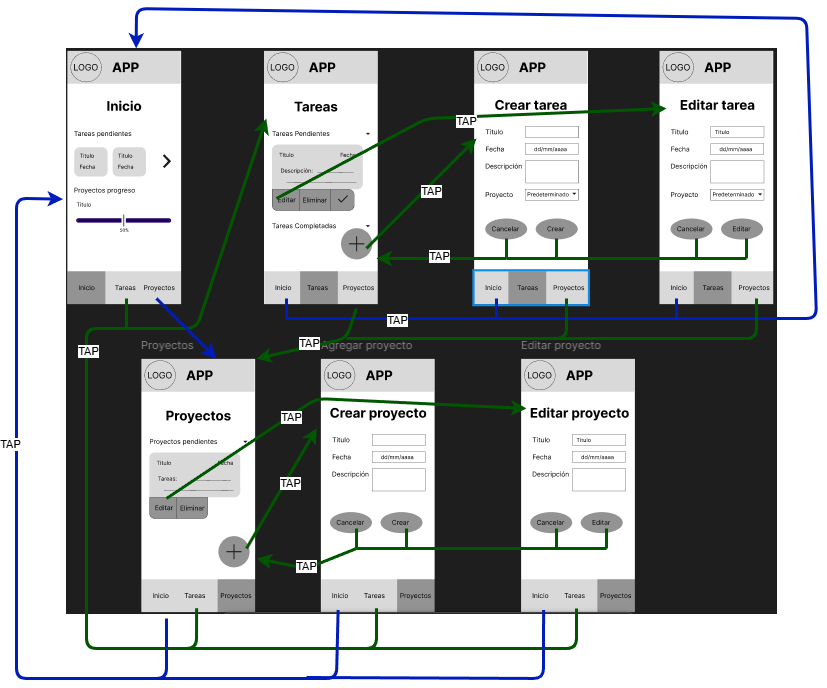 LOGO APP
Inicio
Tareas pendientes
Titulo Titulo
Fecha Fecha
Proyectos progreso
Titulo
50%
Inicio Tareas Proyectos
LOGO APP
Tareas
Tareas Pendientes
Titulo Fecha
Descripción:
Editar Eliminar
Tareas Completadas
Inicio Tareas Proyectos
LOGO APP
Crear tarea
Titulo
Fecha dd/mm/aaaa
Descripción
Proyecto Predeterminado
Cancelar Crear
Inicio Tareas Proyectos
LOGO APP
Editar tarea
Titulo Titulo
Fecha dd/mm/aaaa
Descripción
Proyecto Predeterminado
Cancelar Editar
Inicio Tareas Proyectos
TAP
TAP
TAP
TAP
TAP
TAP
TAP
Proyectos
LOGO APP
Proyectos
Proyectos pendientes
Titulo Fecha
Tareas:
Editar Eliminar
Inicio Tareas Proyectos
Agregar proyecto
LOGO APP
Crear proyecto
Titulo
Fecha dd/mm/aaaa
Descripción
Cancelar Crear
Inicio Tareas Proyectos
Editar proyecto
LOGO APP
Editar proyecto
Titulo Titulo
Fecha dd/mm/aaaa
Descripción
Cancelar Editar
Inicio Tareas Proyectos
TAP
TAP
TAP